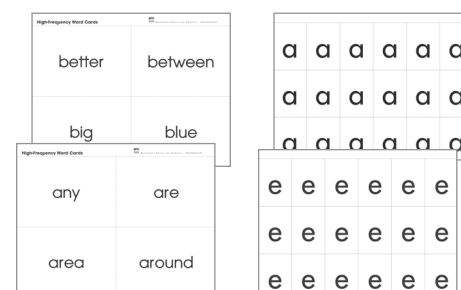 High-Frequency Word Cards
better between
big blue
High-Frequency Word Cards
any are
area around
a a a a a a
a a a a a a
a a a a a a
e e e e e e
e e e e e e
e e e e e e